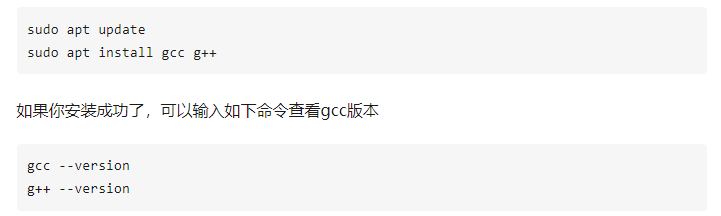 sudo apt update
sudo apt install gcc g++
如果你安装成功了，可以输入如下命令查看gcc版本
gcc --version
g++ --version